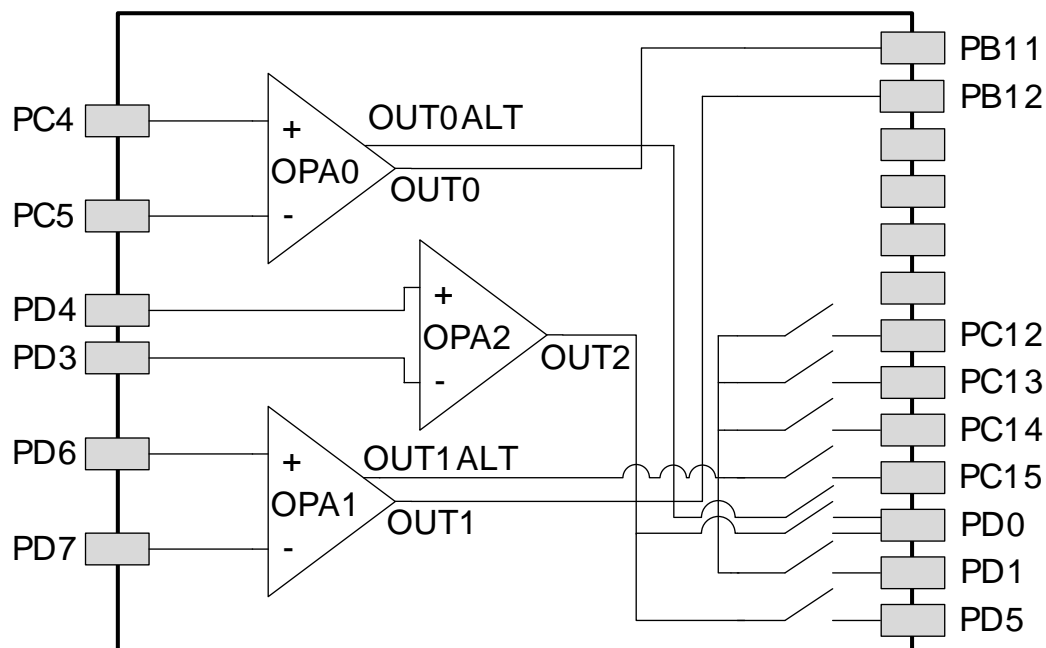 PB11
PB12
PC4
OUT0ALT
+
OPA0
OUT0
PC5
-
PD4
+
PD3
OPA2
OUT2
-
PC12
PC13
PC14
PD6
OUT1ALT
+
PC15
OPA1
OUT1
PD0
PD7
-
PD1
PD5